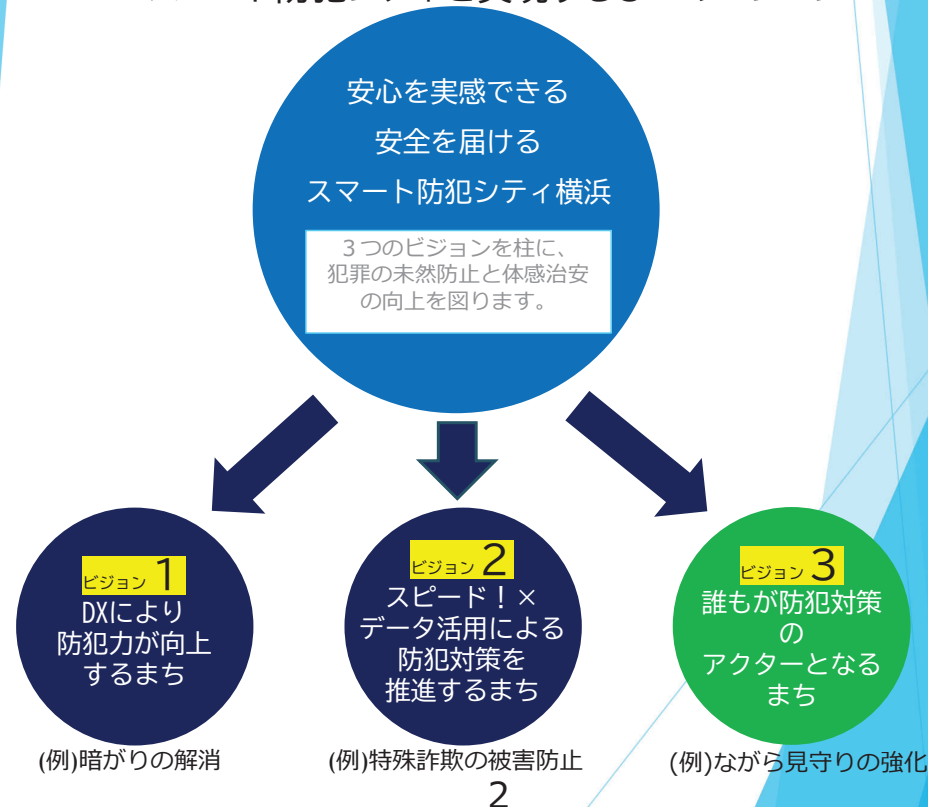 安心を実感できる
安全を届ける
スマート防犯シティ横浜
3つのビジョンを柱に、
犯罪の未然防止と体感治安
の向上を図ります。
ビジョン 1
DXにより
防犯力が向上
するまち
(例)暗がりの解消
ビジョン 2
スピード！×
データ活用による
防犯対策を
推進するまち
(例)特殊詐欺の被害防止
ビジョン 3
誰もが防犯対策
の
アクターとなる
まち
(例)ながら見守りの強化
2